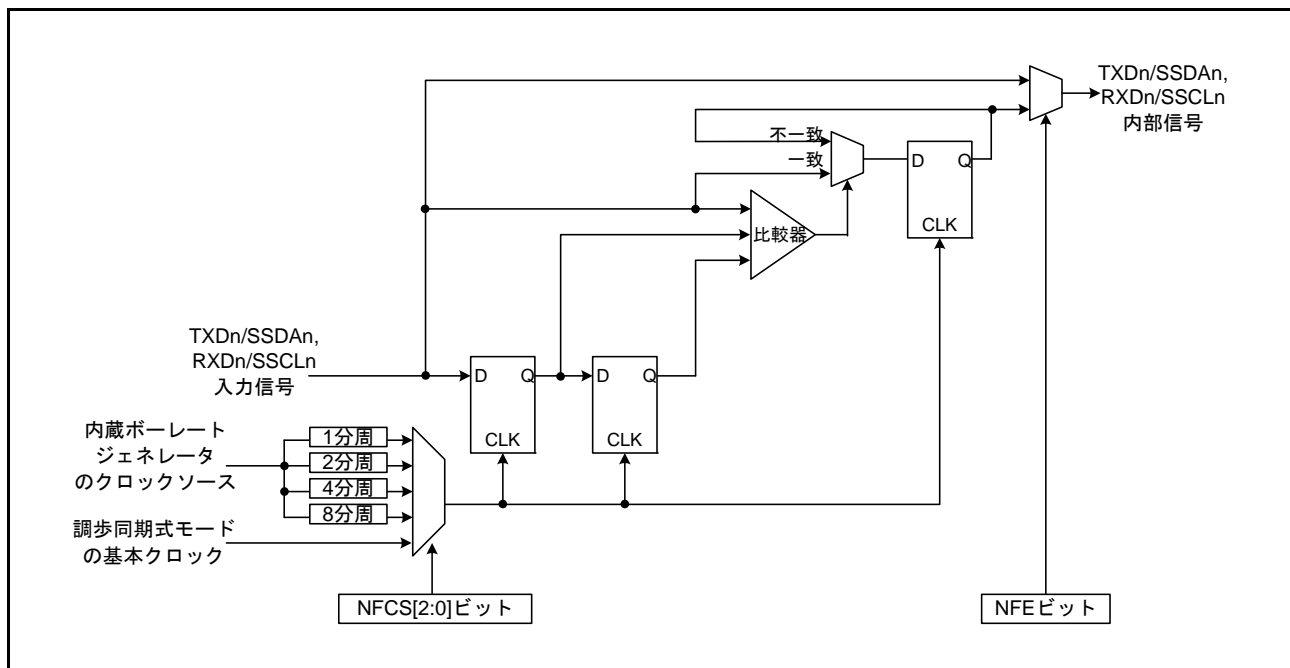 TXDn/SSDAn,
RXDn/SSCLn
内部信号
不一致
一致
D
Q
CLK
比較器
TXDn/SSDAn,
RXDn/SSCLn
入力信号
D
Q
CLK
D
Q
CLK
内蔵ボーレート
ジェネレータ
のクロックソース
1分周
2分周
4分周
8分周
調歩同期式モード
の基本クロック
NFCS[2:0]ビット
NFEビット